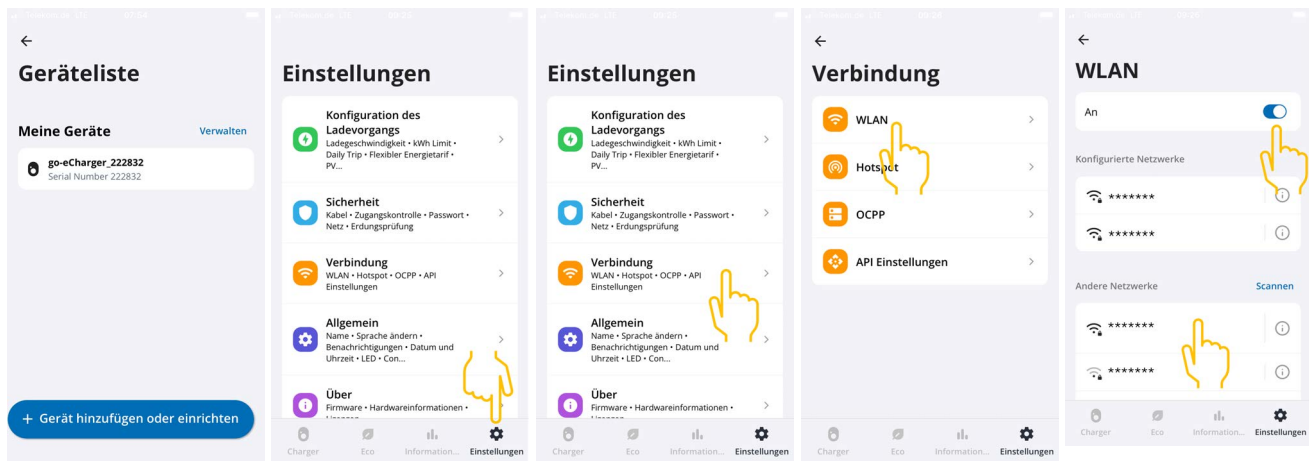 Geräteliste
Meine Geräte
Verwalten
go-eCharger_222832
Serial Number 222832
+ Gerät hinzufügen oder einrichten
Einstellungen
Konfiguration des
Ladevorgangs
Ladegeschwindigkeit • kWh Limit •
Daily Trip • Flexibler Energietarif •
PV...
Sicherheit
Kabel • Zugangskontrolle • Passwort •
Netz • Erdungsprüfung
Verbindung
WLAN • Hotspot • OCPP • API
Einstellungen
Allgemein
Name • Sprache ändern •
Benachrichtigungen • Datum und
Uhrzeit • LED • Con...
Über
Firmware • Hardwareinformationen •
Charger
Eco
Information...
Einstellungen
Einstellungen
Konfiguration des
Ladevorgangs
Ladegeschwindigkeit • kWh Limit •
Daily Trip • Flexibler Energietarif •
PV...
Sicherheit
Kabel • Zugangskontrolle • Passwort •
Netz • Erdungsprüfung
Verbindung
WLAN • Hotspot • OCPP • API
Einstellungen
Allgemein
Name • Sprache ändern •
Benachrichtigungen • Datum und
Uhrzeit • LED • Con...
Über
Firmware • Hardwareinformationen •
Charger
Eco
Information...
Einstellungen
Verbindung
WLAN
Hotspot
OCPP
API Einstellungen
Charger
Eco
Information...
Einstellungen
WLAN
An
Konfigurierte Netzwerke
*******
*******
Andere Netzwerke
Scannen
*******
*******
Charger
Eco
Information...
Einstellungen